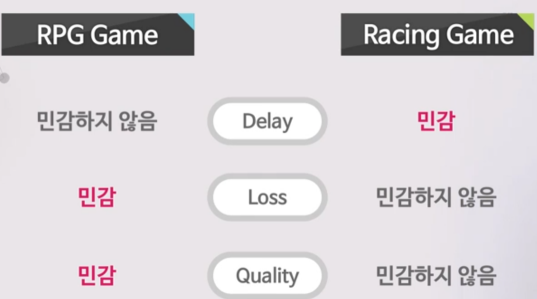 RPG Game
Racing Game
민감하지 않음 Delay 민감
민감 Loss 민감하지 않음
민감 Quality 민감하지 않음